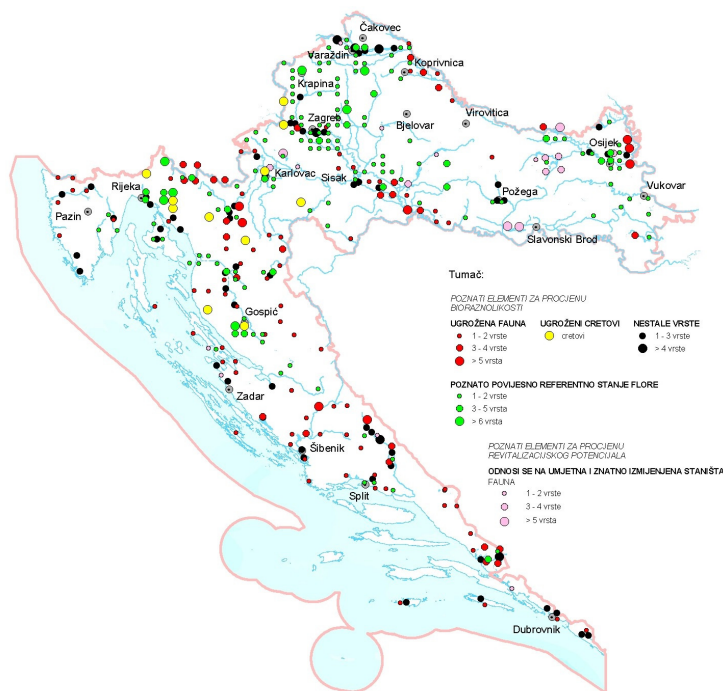 Čakovec
Varaždin
Koprivnica
Krapina
Zagreb
Bjelovar
Virovitica
Osijek
Rijeka
Karlovac
Sisak
Požega
Vukovar
Pazin
Slavonski Brod
Gospić
Zadar
Šibenik
Split
Dubrovnik
Tumač:
POZNATI ELEMENTI ZA PROCJENU
BIORAZNOLIKOSTI
UGROŽENA FAUNA
1 - 2 vrste
3 - 4 vrste
> 5 vrsta
UGROŽENI CRETOVI
cretovi
NESTALE VRSTE
1 - 3 vrste
> 4 vrste
POZNATO POVIJESNO REFERENTNO STANJE FLORE
1 - 2 vrste
3 - 5 vrsta
> 6 vrsta
POZNATI ELEMENTI ZA PROCJENU
REVITALIZACIJSKOG POTENCIJALA
ODNOSI SE NA UMJETNA I ZNATNO IZMIJENJENA STANIŠTA
FAUNA
1 - 2 vrste
3 - 4 vrste
> 5 vrsta